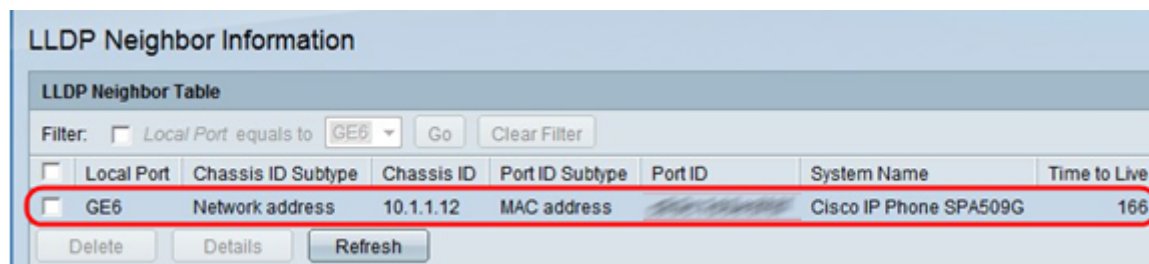 LLDP Neighbor Information
LLDP Neighbor Table
Filter: Local Port equals to GE6 Go Clear Filter
Local Port Chassis ID Subtype Chassis ID Port ID Subtype Port ID System Name Time to Live
GE6 Network address 10.1.1.12 MAC address Cisco IP Phone SPA509G 166
Delete Details Refresh